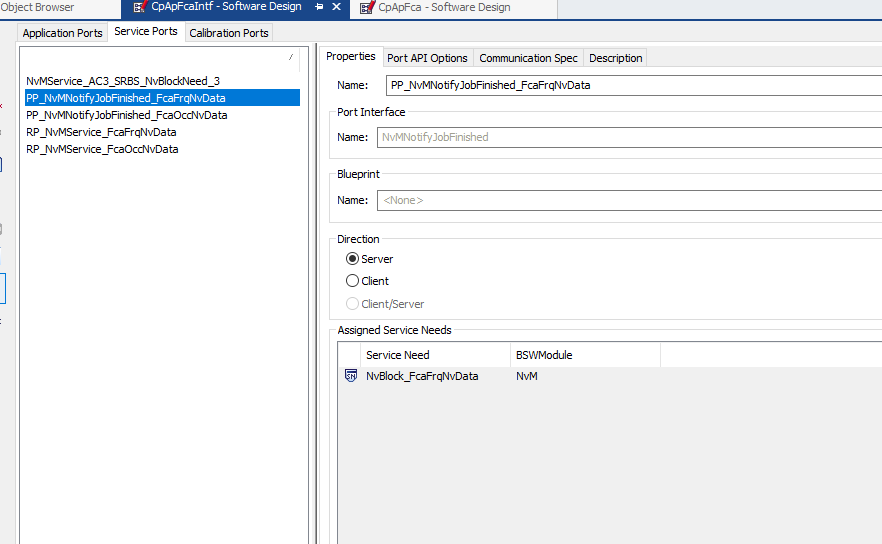 Object Browser
CpApFcaIntf - Software Design
CpApFca - Software Design
Application Ports
Service Ports
Calibration Ports
NvMService_AC3_SRBS_NvBlockNeed_3
PP_NvMNotifyJobFinished_FcaFrqNvData
PP_NvMNotifyJobFinished_FcaOccNvData
RP_NvMService_FcaFrqNvData
RP_NvMService_FcaOccNvData
Properties
Port API Options
Communication Spec
Description
Name: PP_NvMNotifyJobFinished_FcaFrqNvData
Port Interface
Name: NvMNotifyJobFinished
Blueprint
Name: <None>
Direction
Server
Client
Client/Server
Assigned Service Needs
Service Need BSWModule
NvBlock_FcaFrqNvData NvM